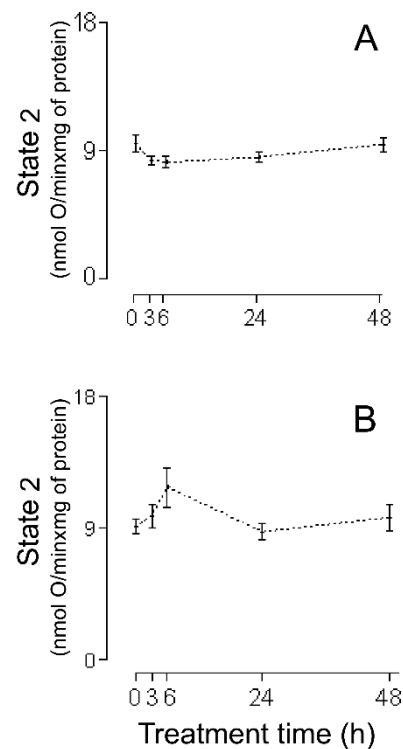 A
State 2
(nmol O/minxmg of protein)
18
9
0
0 3 6 24 48
B
State 2
(nmol O/minxmg of protein)
18
9
0
0 3 6 24 48
Treatment time (h)